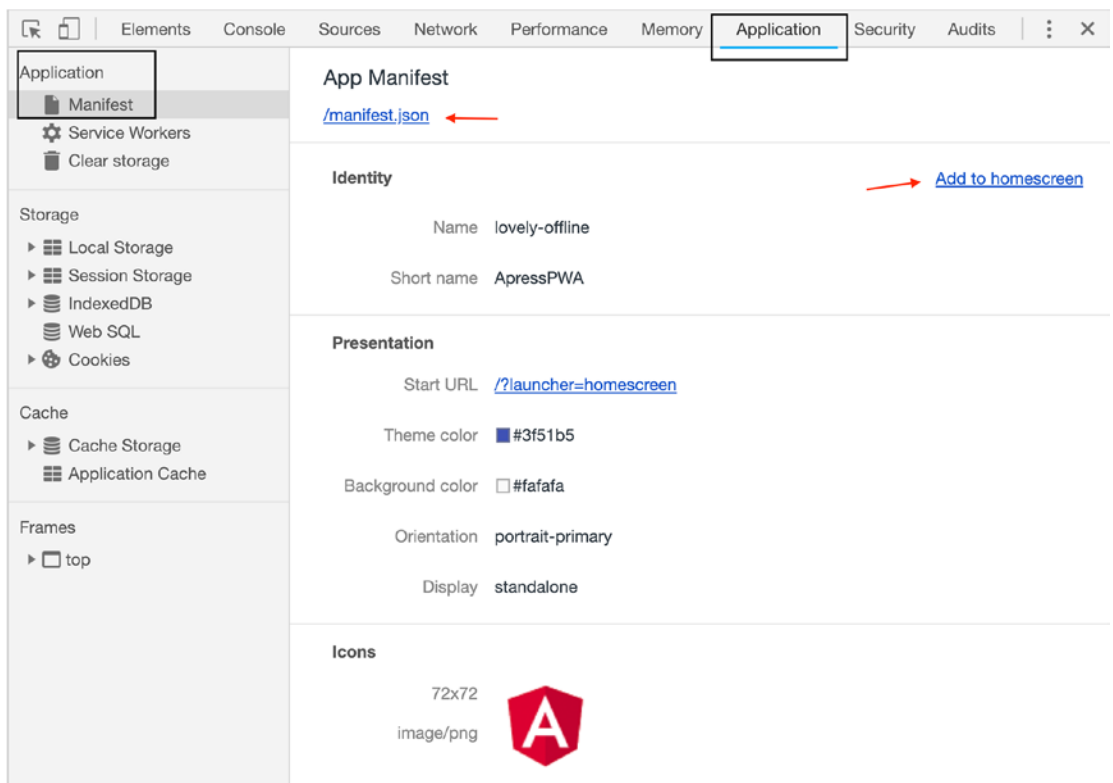 Elements Console Sources Network Performance Memory Application Security Audits
Application
Manifest
Service Workers
Clear storage
Storage
Local Storage
Session Storage
IndexedDB
Web SQL
Cookies
Cache
Cache Storage
Application Cache
Frames
top
App Manifest
/manifest.json
Identity Add to homescreen
Name lovely-offline
Short name ApressPWA
Presentation
Start URL /?launcher=homescreen
Theme color #3f51b5
Background color #fafafa
Orientation portrait-primary
Display standalone
Icons
72x72
image/png
A